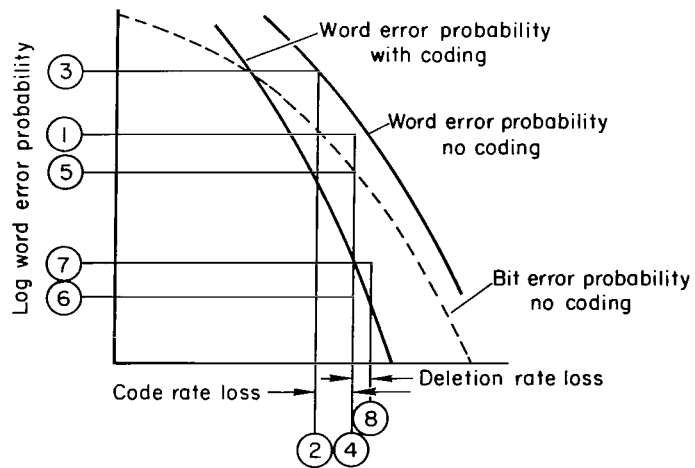 Word error probability
with coding
Word error probability
no coding
Bit error probability
no coding
Log word error probability
3
1
5
7
6
Code rate loss
Deletion rate loss
8
2
4